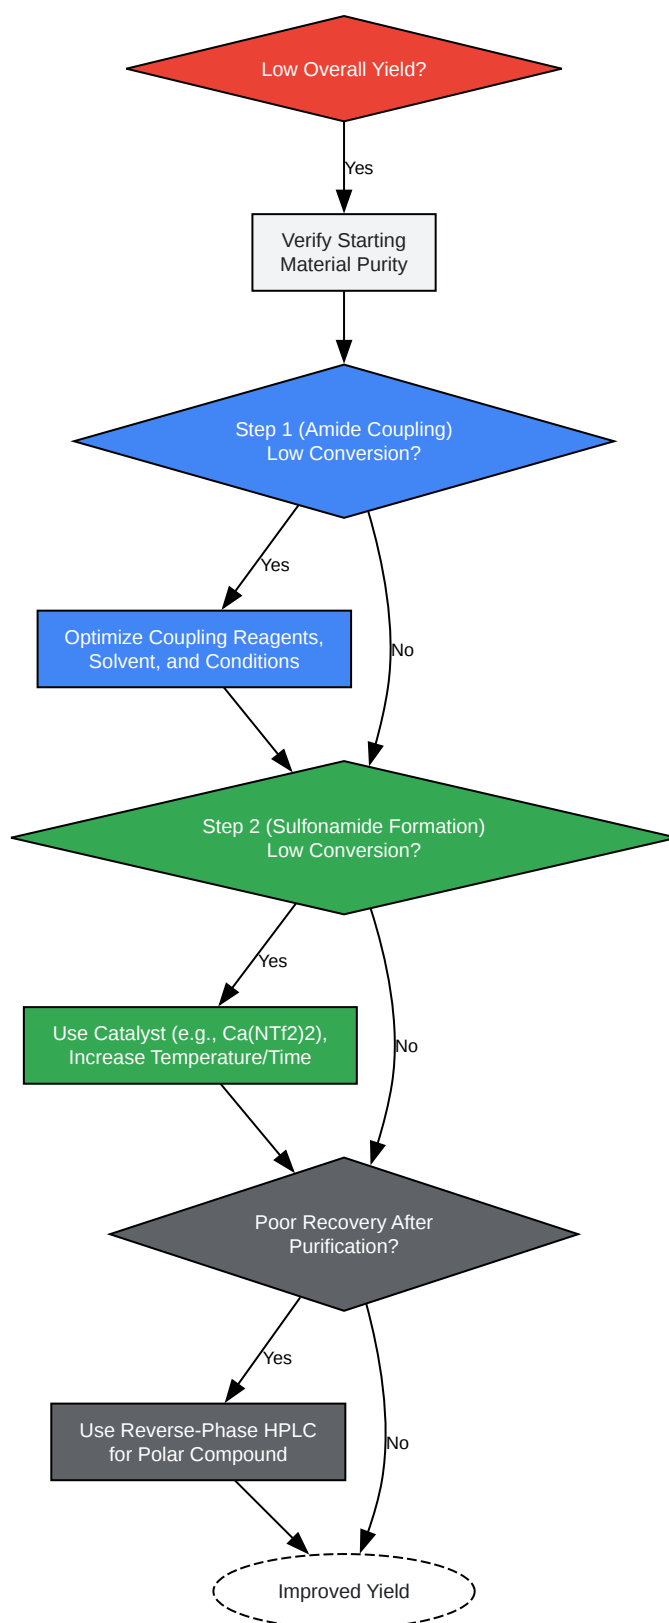 Low Overall Yield?
Yes
Verify Starting
Material Purity
Step 1 (Amide Coupling)
Low Conversion?
Yes
Optimize Coupling Reagents,
Solvent, and Conditions
No
Step 2 (Sulfonamide Formation)
Low Conversion?
Yes
Use Catalyst (e.g., Ca(NTf2)2),
Increase Temperature/Time
No
Poor Recovery After
Purification?
Yes
Use Reverse-Phase HPLC
for Polar Compound
No
Improved Yield